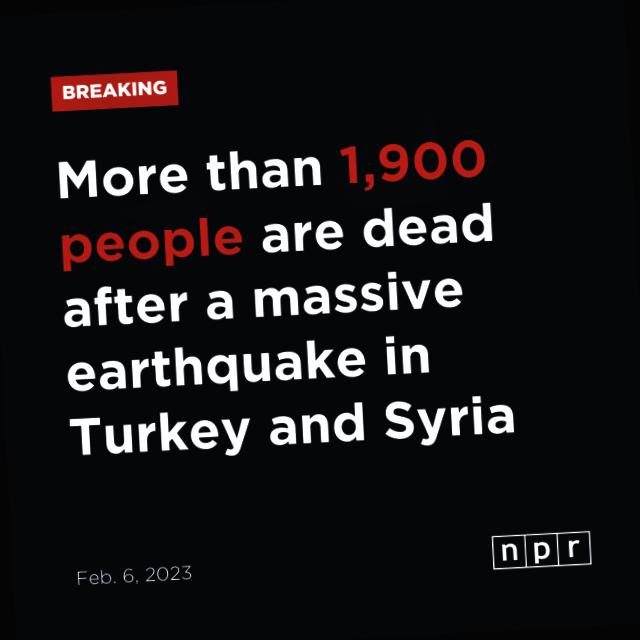 BREAKING
More than 1,900
people are dead
after a massive
earthquake in
Turkey and Syria
Feb. 6, 2023
npr